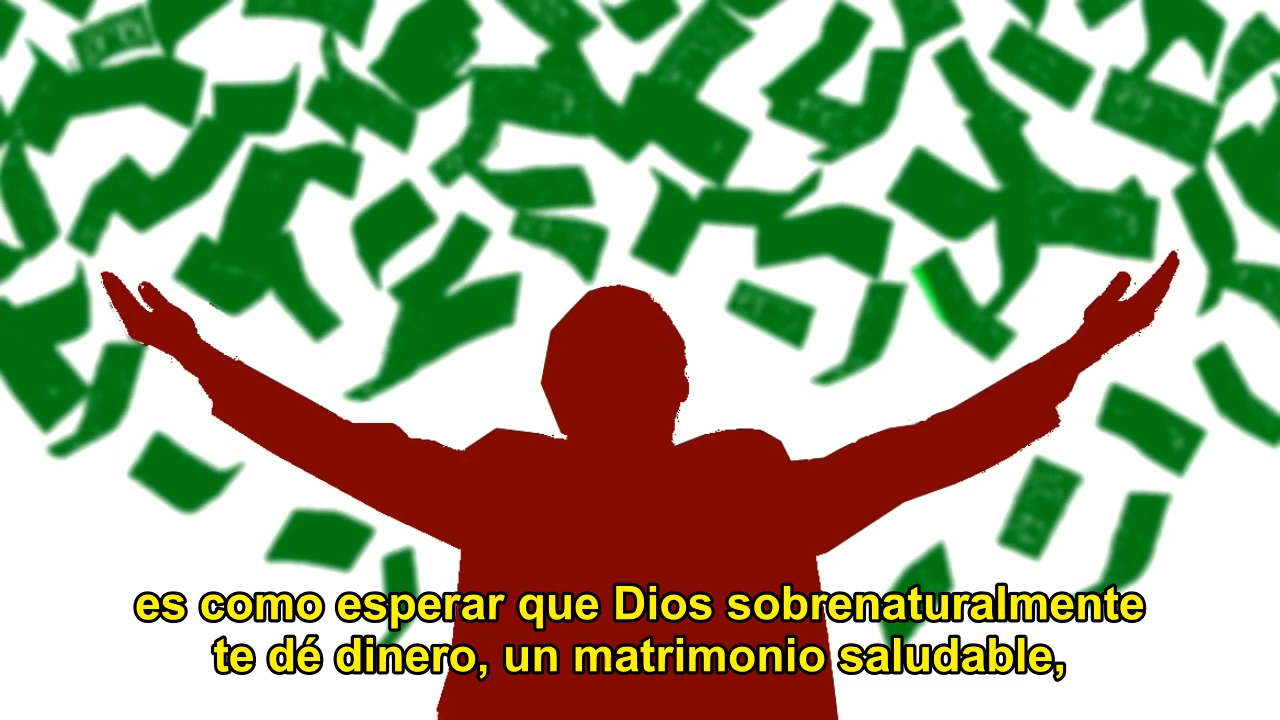 es como esperar que Dios sobrenaturalmente
te dé dinero, un matrimonio saludable,